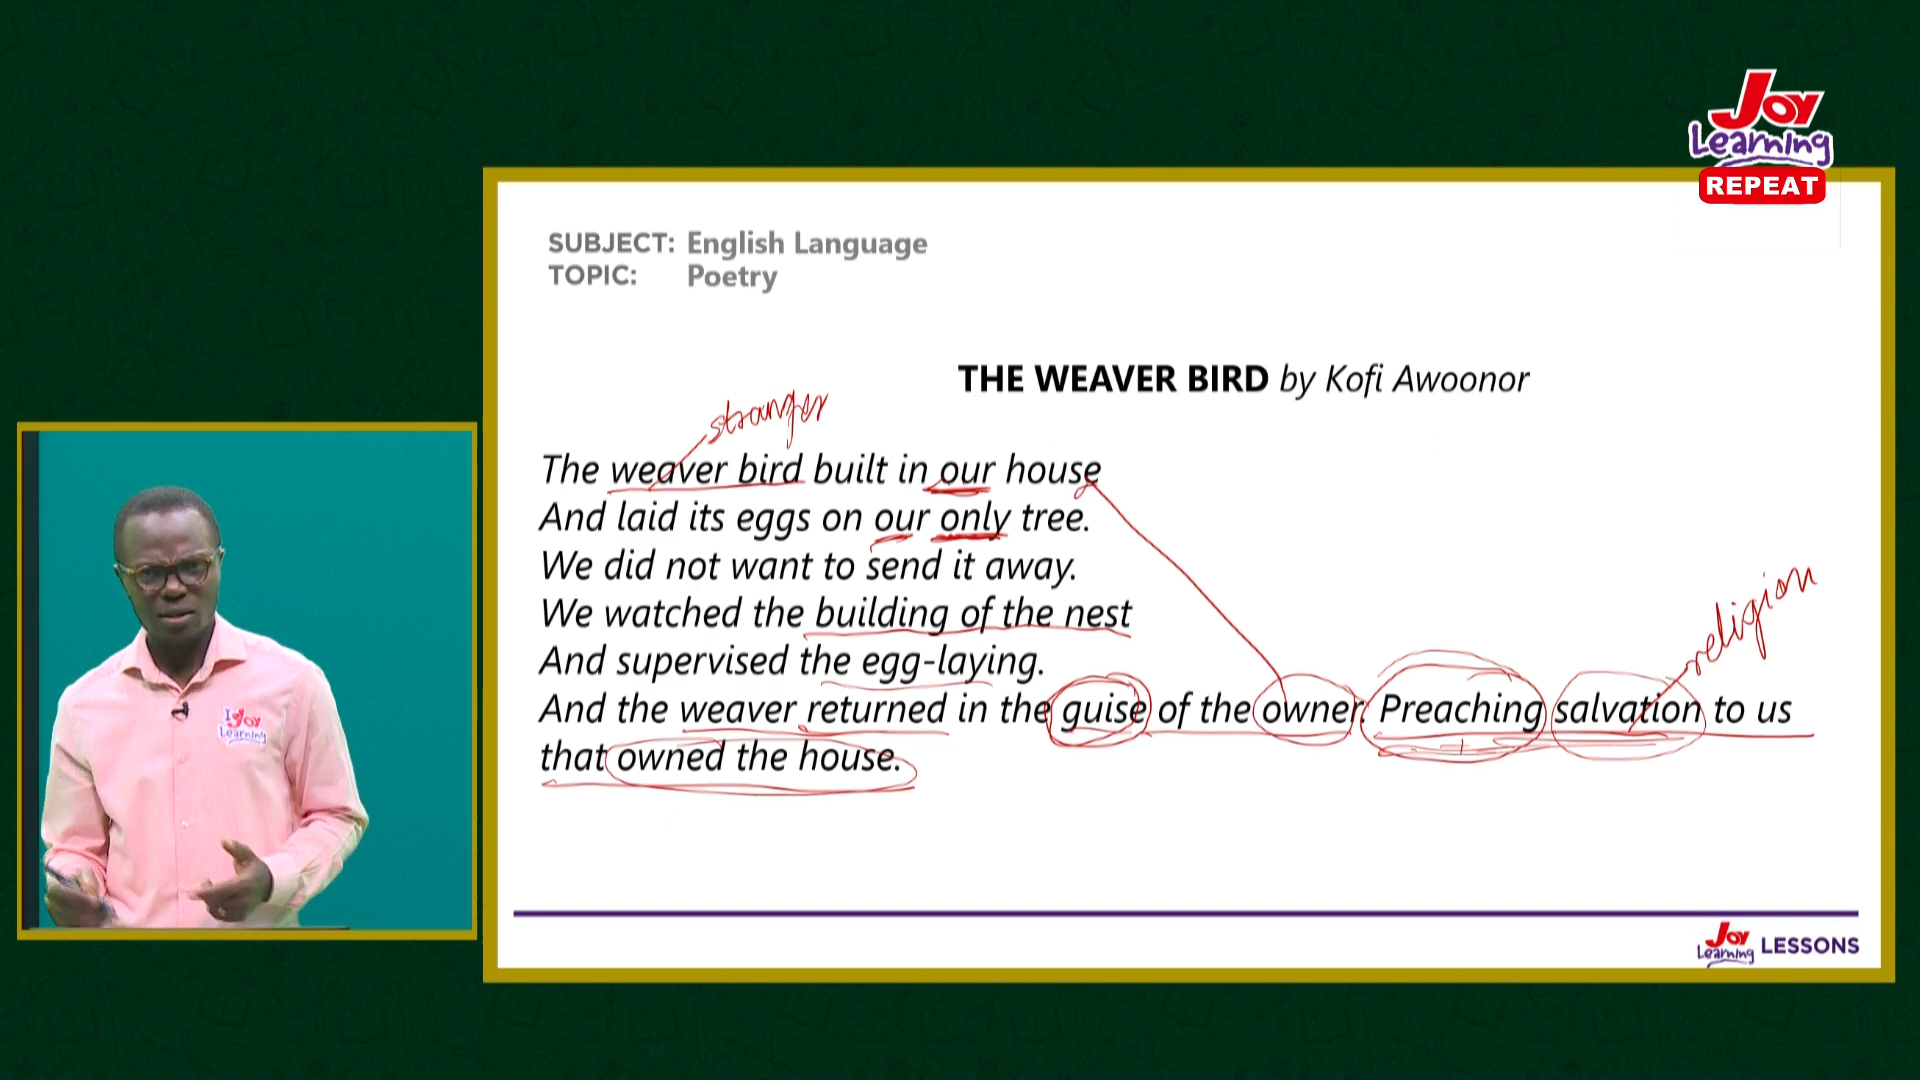 Joy
Learning
REPEAT
SUBJECT: English Language
TOPIC: Poetry
THE WEAVER BIRD by Kofi Awoonor
stranger
The weaver bird built in our house
And laid its eggs on our only tree.
We did not want to send it away.
We watched the building of the nest
And supervised the egg-laying.
religion
And the weaver returned in the guise of the owner. Preaching salvation to us
that owned the house.
I Joy
Learning
Joy
Learning LESSONS